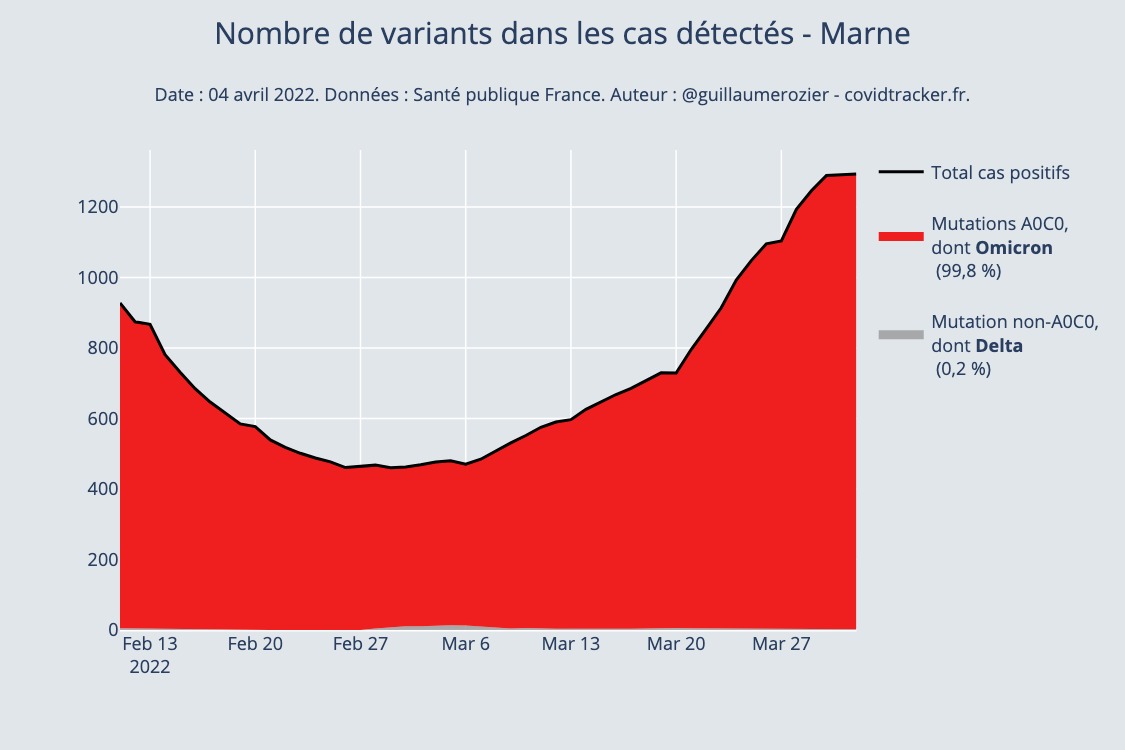 Nombre de variants dans les cas détectés - Marne
Date : 04 avril 2022. Données : Santé publique France. Auteur : @guillaumerozier - covidtracker.fr.
Total cas positifs
Mutations A0C0,
dont Omicron
(99,8 %)
Mutation non-A0C0,
dont Delta
(0,2 %)
1200
1000
800
600
400
200
0
Feb 13 Feb 20 Feb 27 Mar 6 Mar 13 Mar 20 Mar 27
2022